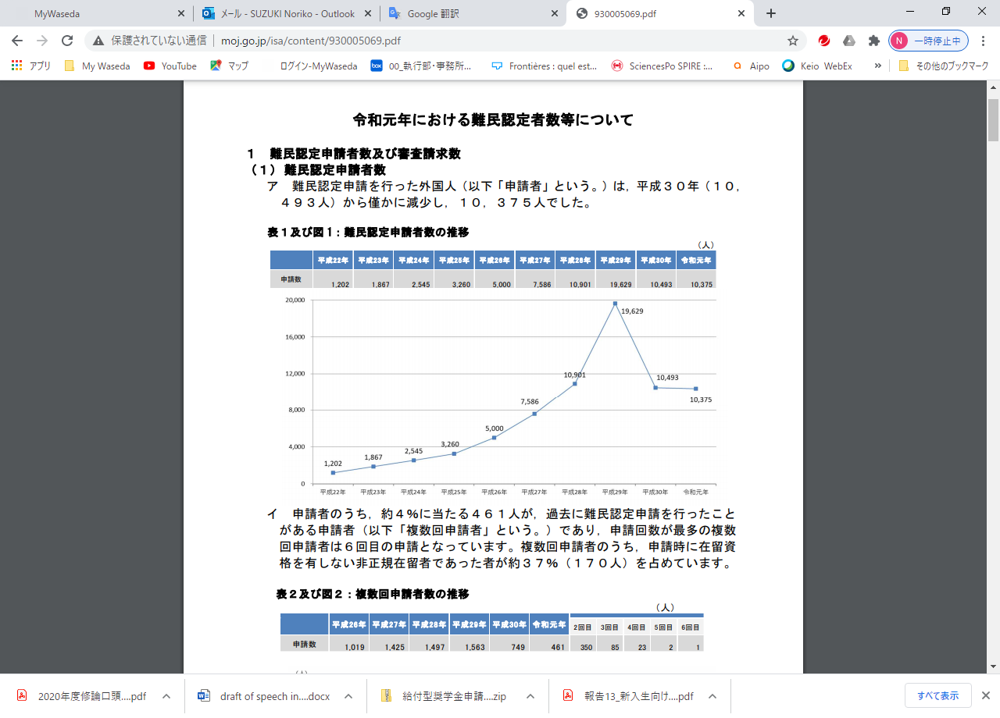 MyWaseda
メール - SUZUKI Noriko - Outlook
Google 翻訳
930005069.pdf
保護されていない通信 | moj.go.jp/isa/content/930005069.pdf
N 一時停止中
アプリ My Waseda YouTube マップ ログイン-MyWaseda box 00_執行部・事務所... Frontières : quel est... SciencesPo SPIRE :... Aipo Keio WebEx » その他のブックマーク
令和元年における難民認定者数等について
１ 難民認定申請者数及び審査請求数
（１）難民認定申請者数
ア 難民認定申請を行った外国人（以下「申請者」という。）は，平成３０年（１０，
４９３人）から僅かに減少し，１０，３７５人でした。
表１及び図１：難民認定申請者数の推移
（人）
平成22年 平成23年 平成24年 平成25年 平成26年 平成27年 平成28年 平成29年 平成30年 令和元年
申請数 1,202 1,867 2,545 3,260 5,000 7,586 10,901 19,629 10,493 10,375
20,000
19,629
16,000
12,000
10,901
10,493
10,375
8,000
7,586
5,000
4,000
3,260
2,545
1,867
1,202
0
平成22年 平成23年 平成24年 平成25年 平成26年 平成27年 平成28年 平成29年 平成30年 令和元年
イ 申請者のうち，約４％に当たる４６１人が，過去に難民認定申請を行ったこと
がある申請者（以下「複数回申請者」という。）であり，申請回数が最多の複数
回申請者は６回目の申請となっています。複数回申請者のうち，申請時に在留資
格を有しない非正規在留者であった者が約３７％（１７０人）を占めています。
表２及び図２：複数回申請者数の推移
（人）
平成26年 平成27年 平成28年 平成29年 平成30年 令和元年 2回目 3回目 4回目 5回目 6回目
申請数 1,019 1,425 1,497 1,563 749 461 350 85 23 2 1
2020年度修論口頭....pdf
draft of speech in....docx
給付型奨学金申請....zip
報告13_新入生向け....pdf
すべて表示